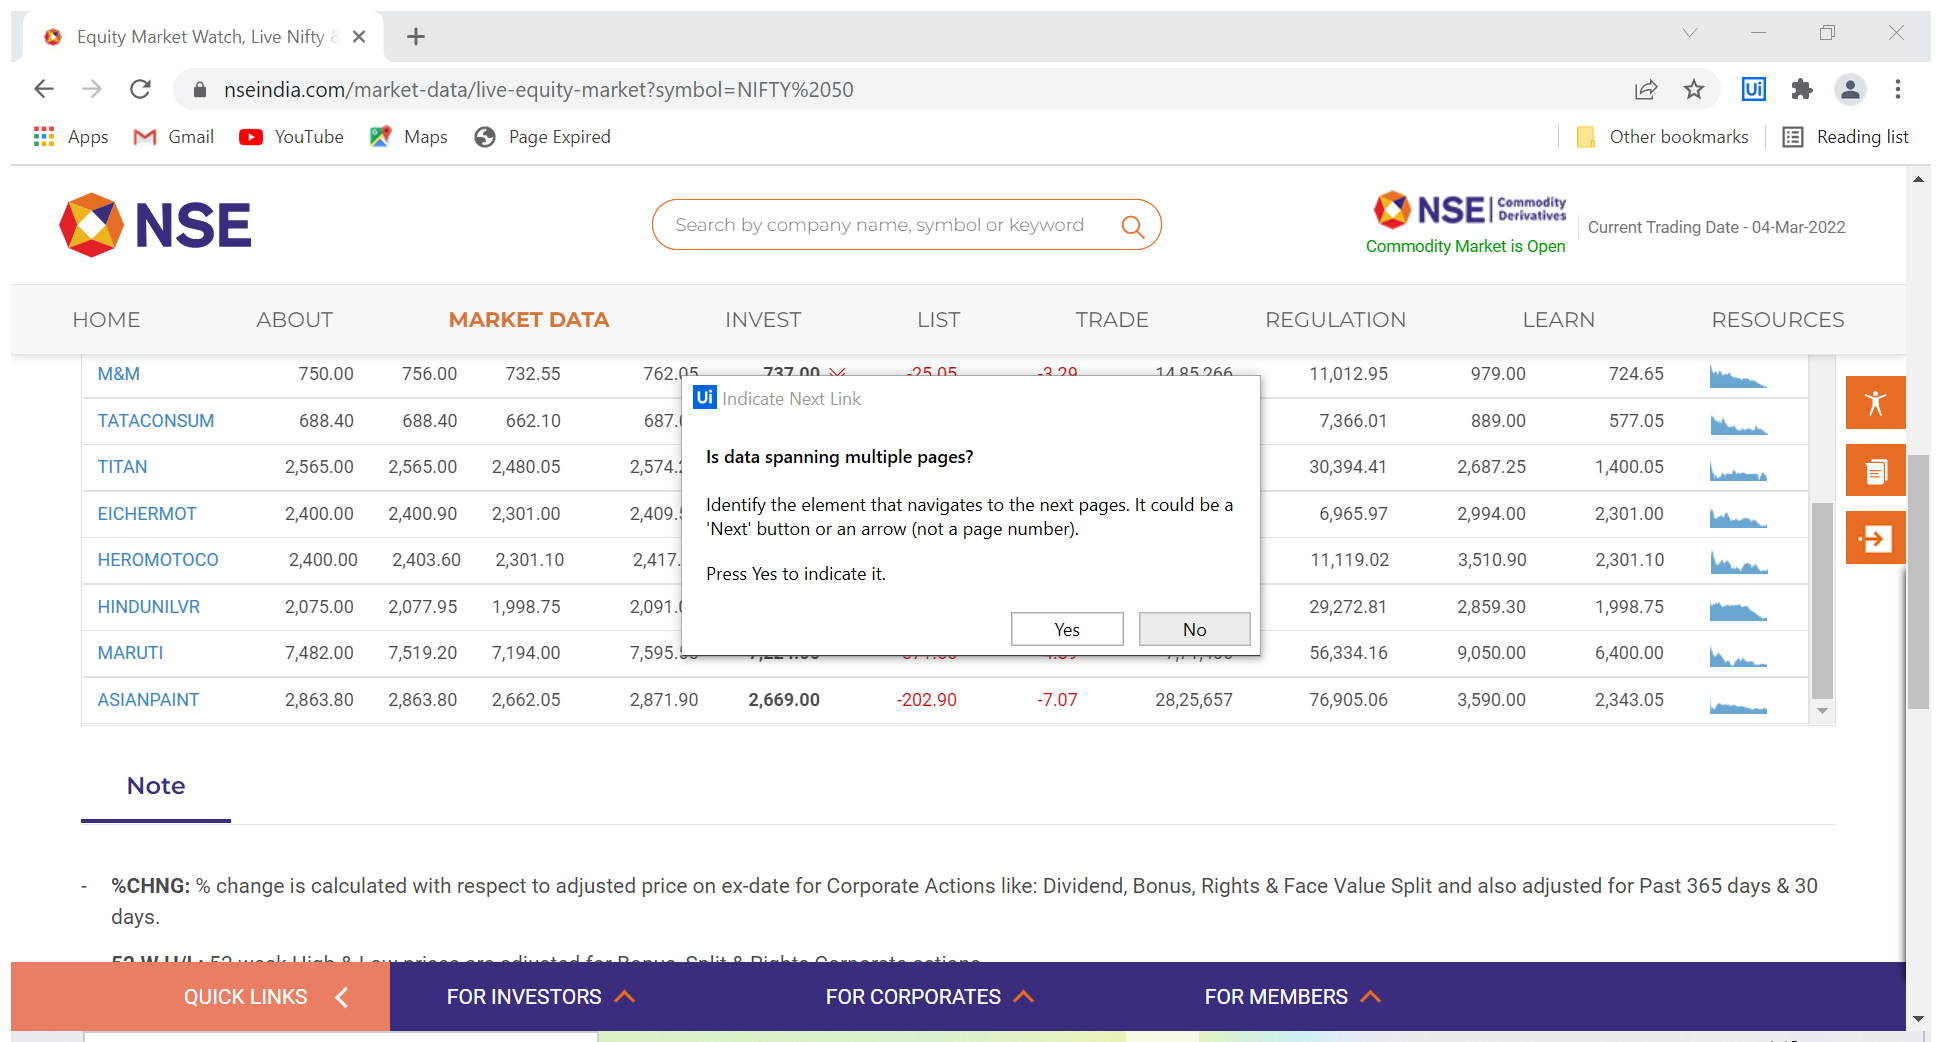 Equity Market Watch, Live Nifty
nseindia.com/market-data/live-equity-market?symbol=NIFTY%2050
Ui
Apps Gmail YouTube Maps Page Expired Other bookmarks Reading list
NSE
Search by company name, symbol or keyword
NSE Commodity Derivatives
Commodity Market is Open
Current Trading Date - 04-Mar-2022
HOME ABOUT MARKET DATA INVEST LIST TRADE REGULATION LEARN RESOURCES
M&M 750.00 756.00 732.55 762.05 737.00 -25.05 -3.29 14,85,266 11,012.95 979.00 724.65
TATACONSUM 688.40 688.40 662.10 687. 7,366.01 889.00 577.05
TITAN 2,565.00 2,565.00 2,480.05 2,574. 30,394.41 2,687.25 1,400.05
EICHERMOT 2,400.00 2,400.90 2,301.00 2,409. 6,965.97 2,994.00 2,301.00
HEROMOTOCO 2,400.00 2,403.60 2,301.10 2,417. 11,119.02 3,510.90 2,301.10
HINDUNILVR 2,075.00 2,077.95 1,998.75 2,091. 29,272.81 2,859.30 1,998.75
MARUTI 7,482.00 7,519.20 7,194.00 7,595. 56,334.16 9,050.00 6,400.00
ASIANPAINT 2,863.80 2,863.80 2,662.05 2,871.90 2,669.00 -202.90 -7.07 28,25,657 76,905.06 3,590.00 2,343.05
Ui Indicate Next Link
Is data spanning multiple pages?
Identify the element that navigates to the next pages. It could be a
'Next' button or an arrow (not a page number).
Press Yes to indicate it.
Yes No
Note
- %CHNG: % change is calculated with respect to adjusted price on ex-date for Corporate Actions like: Dividend, Bonus, Rights & Face Value Split and also adjusted for Past 365 days & 30
days.
52 W H/L: 52 week High & Low prices are adjusted for Bonus, Split & Rights Corporate actions
QUICK LINKS FOR INVESTORS FOR CORPORATES FOR MEMBERS